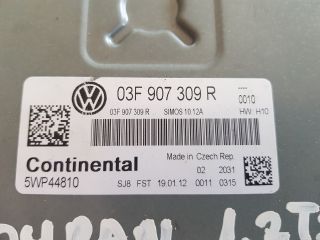 03F 907 309 R
----
0010
03F 907 309 R SIMOS 10.12A HW: H10
Continental
Made in Czech Rep.
02 2031
5WP44810 SJ8 FST 19.01.12 0011 0315